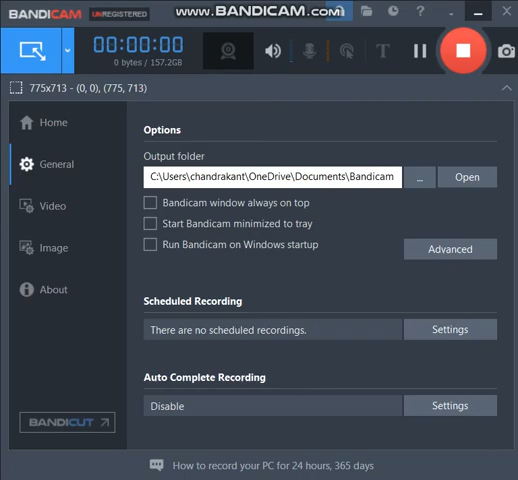 BANDICAM UNREGISTERED
www.BANDICAM.com
00:00:00
0 bytes / 157.2GB
T
775x713 - (0, 0), (775, 713)
Home
General
Video
Image
About
BANDICUT
Options
Output folder
C:\Users\chandrakant\OneDrive\Documents\Bandicam
...
Open
Bandicam window always on top
Start Bandicam minimized to tray
Run Bandicam on Windows startup
Advanced
Scheduled Recording
There are no scheduled recordings.
Settings
Auto Complete Recording
Disable
Settings
How to record your PC for 24 hours, 365 days